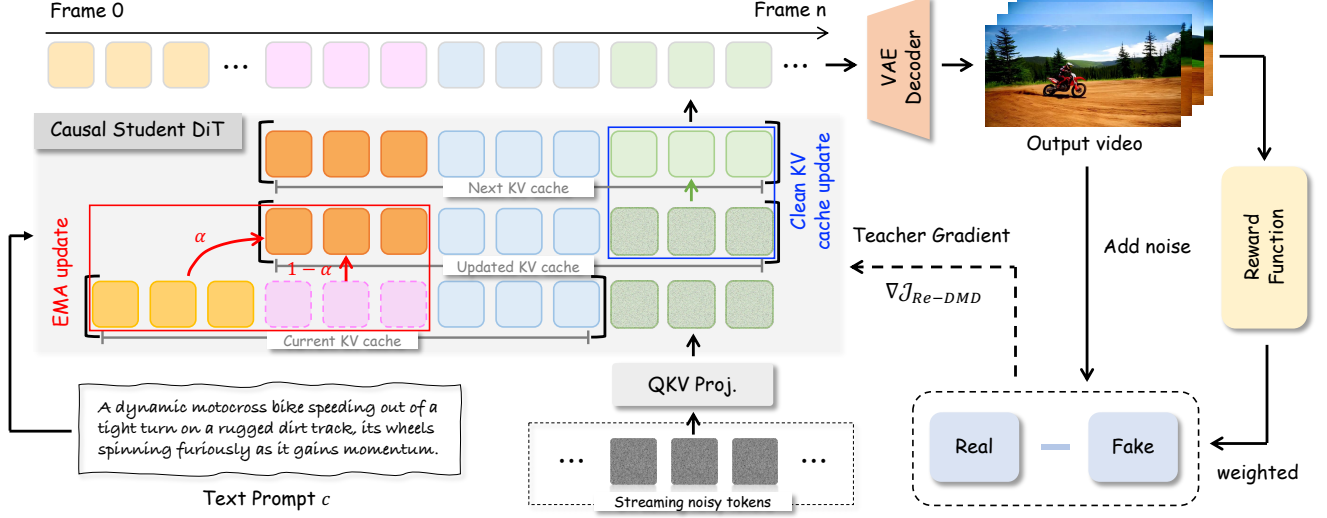 Frame 0
Frame n
...
...
VAE
Decoder
Output video
Causal Student DiT
Next KV cache
Clean KV
cache update
EMA update
α
1 − α
Updated KV cache
Current KV cache
Teacher Gradient
∇𝒥Re−DMD
Add noise
Reward
Function
QKV Proj.
A dynamic motocross bike speeding out of a
tight turn on a rugged dirt track, its wheels
spinning furiously as it gains momentum.
Text Prompt c
...
...
Streaming noisy tokens
Real
Fake
weighted